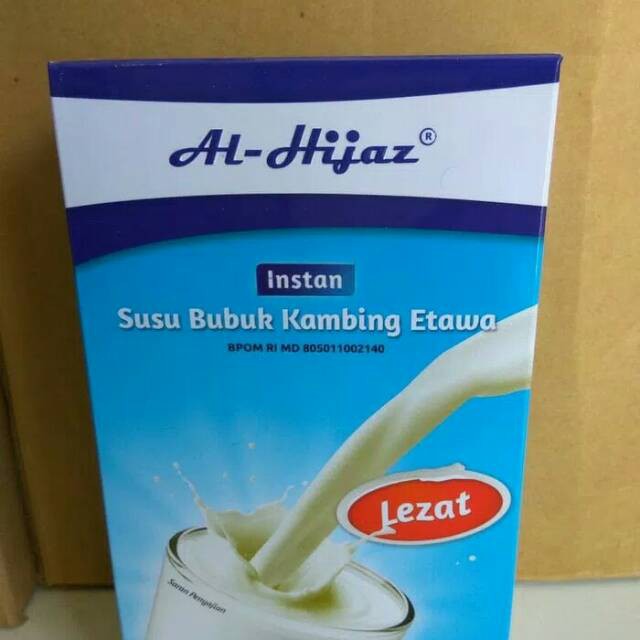 Al-Hijaz®
Instan
Susu Bubuk Kambing Etawa
BPOM RI MD 805011002140
Lezat
Saran Penyajian